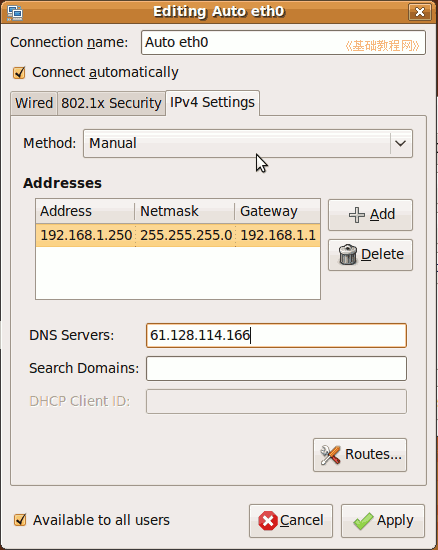 Editing Auto eth0
Connection name: Auto eth0 《基础教程网》
Connect automatically
Wired 802.1x Security IPv4 Settings
Method: Manual
Addresses
Address Netmask Gateway
192.168.1.250 255.255.255.0 192.168.1.1
Add
Delete
DNS Servers: 61.128.114.166
Search Domains:
DHCP Client ID:
Routes...
Available to all users Cancel Apply